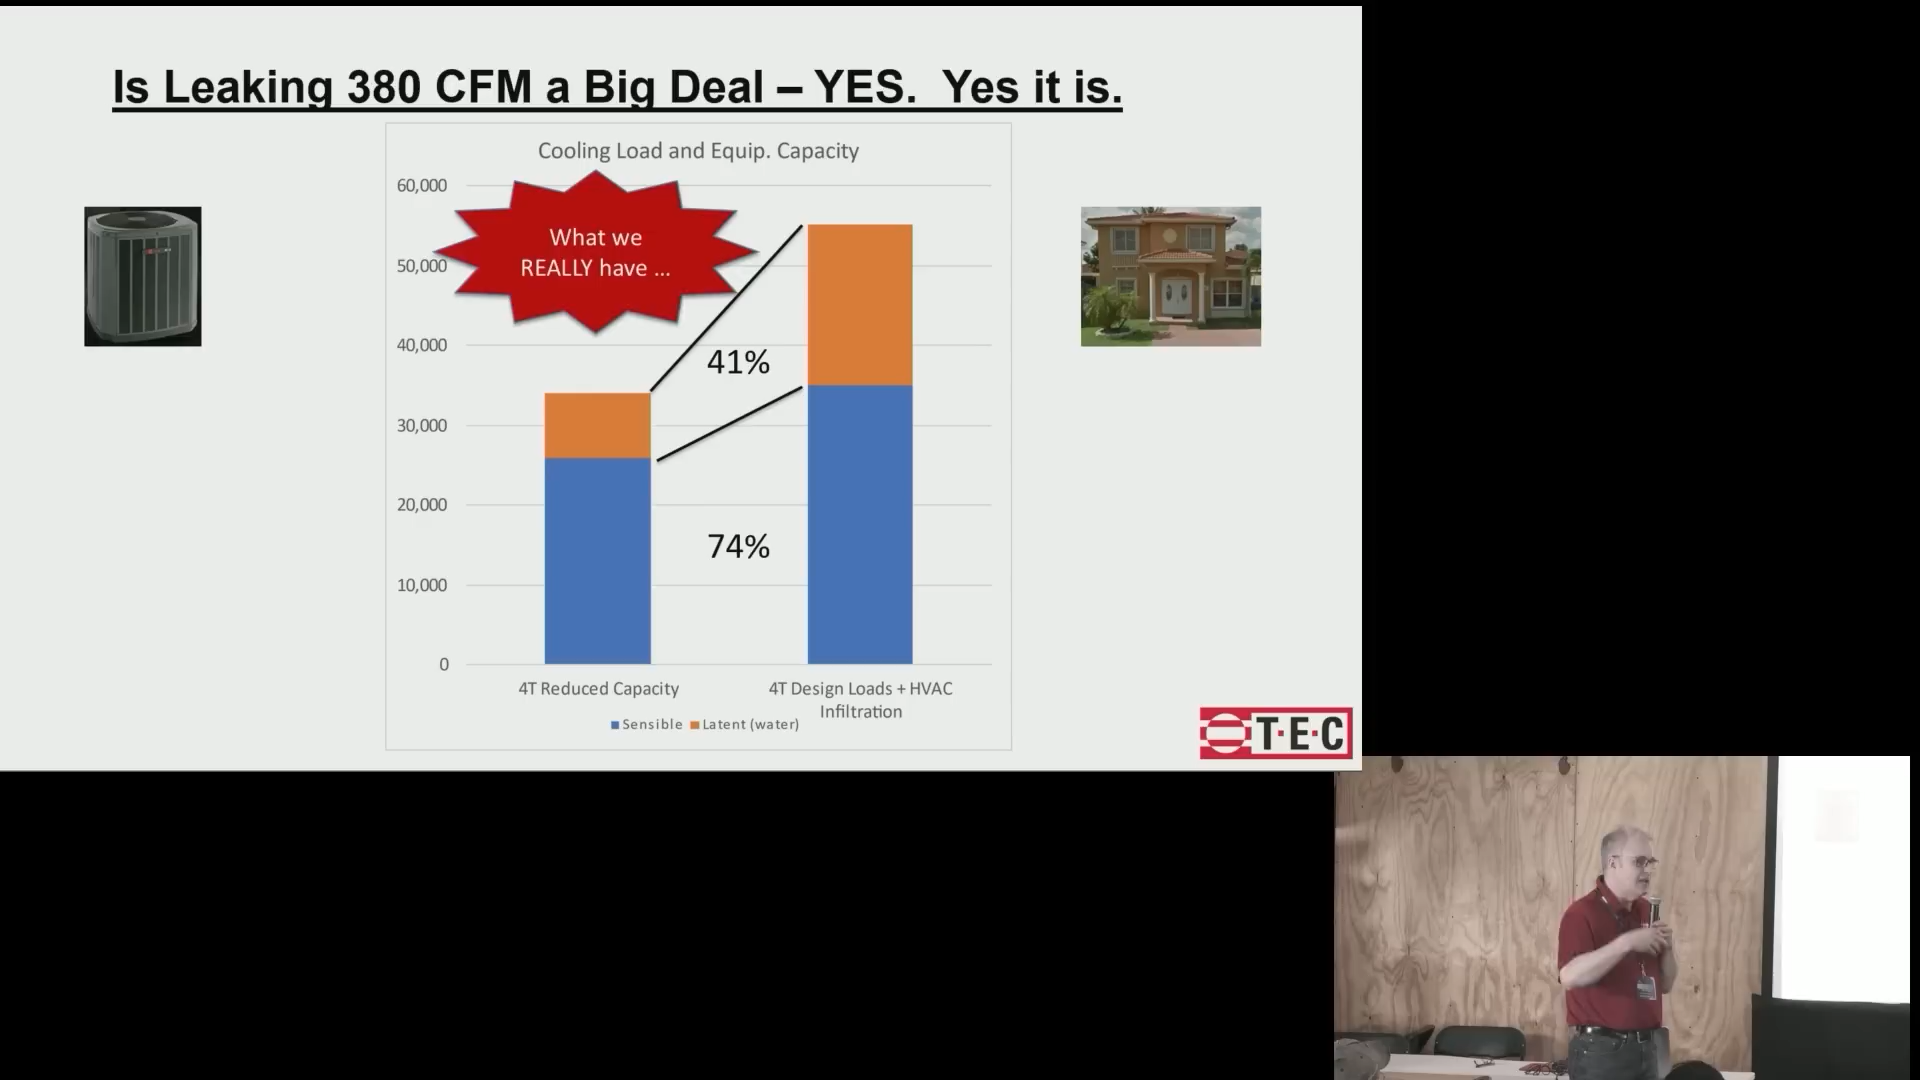 Is Leaking 380 CFM a Big Deal – YES.  Yes it is.
Cooling Load and Equip. Capacity
60,000
50,000
40,000
30,000
20,000
10,000
0
What we
REALLY have ...
41%
74%
4T Reduced Capacity
4T Design Loads + HVAC
Infiltration
Sensible
Latent (water)
T·E·C